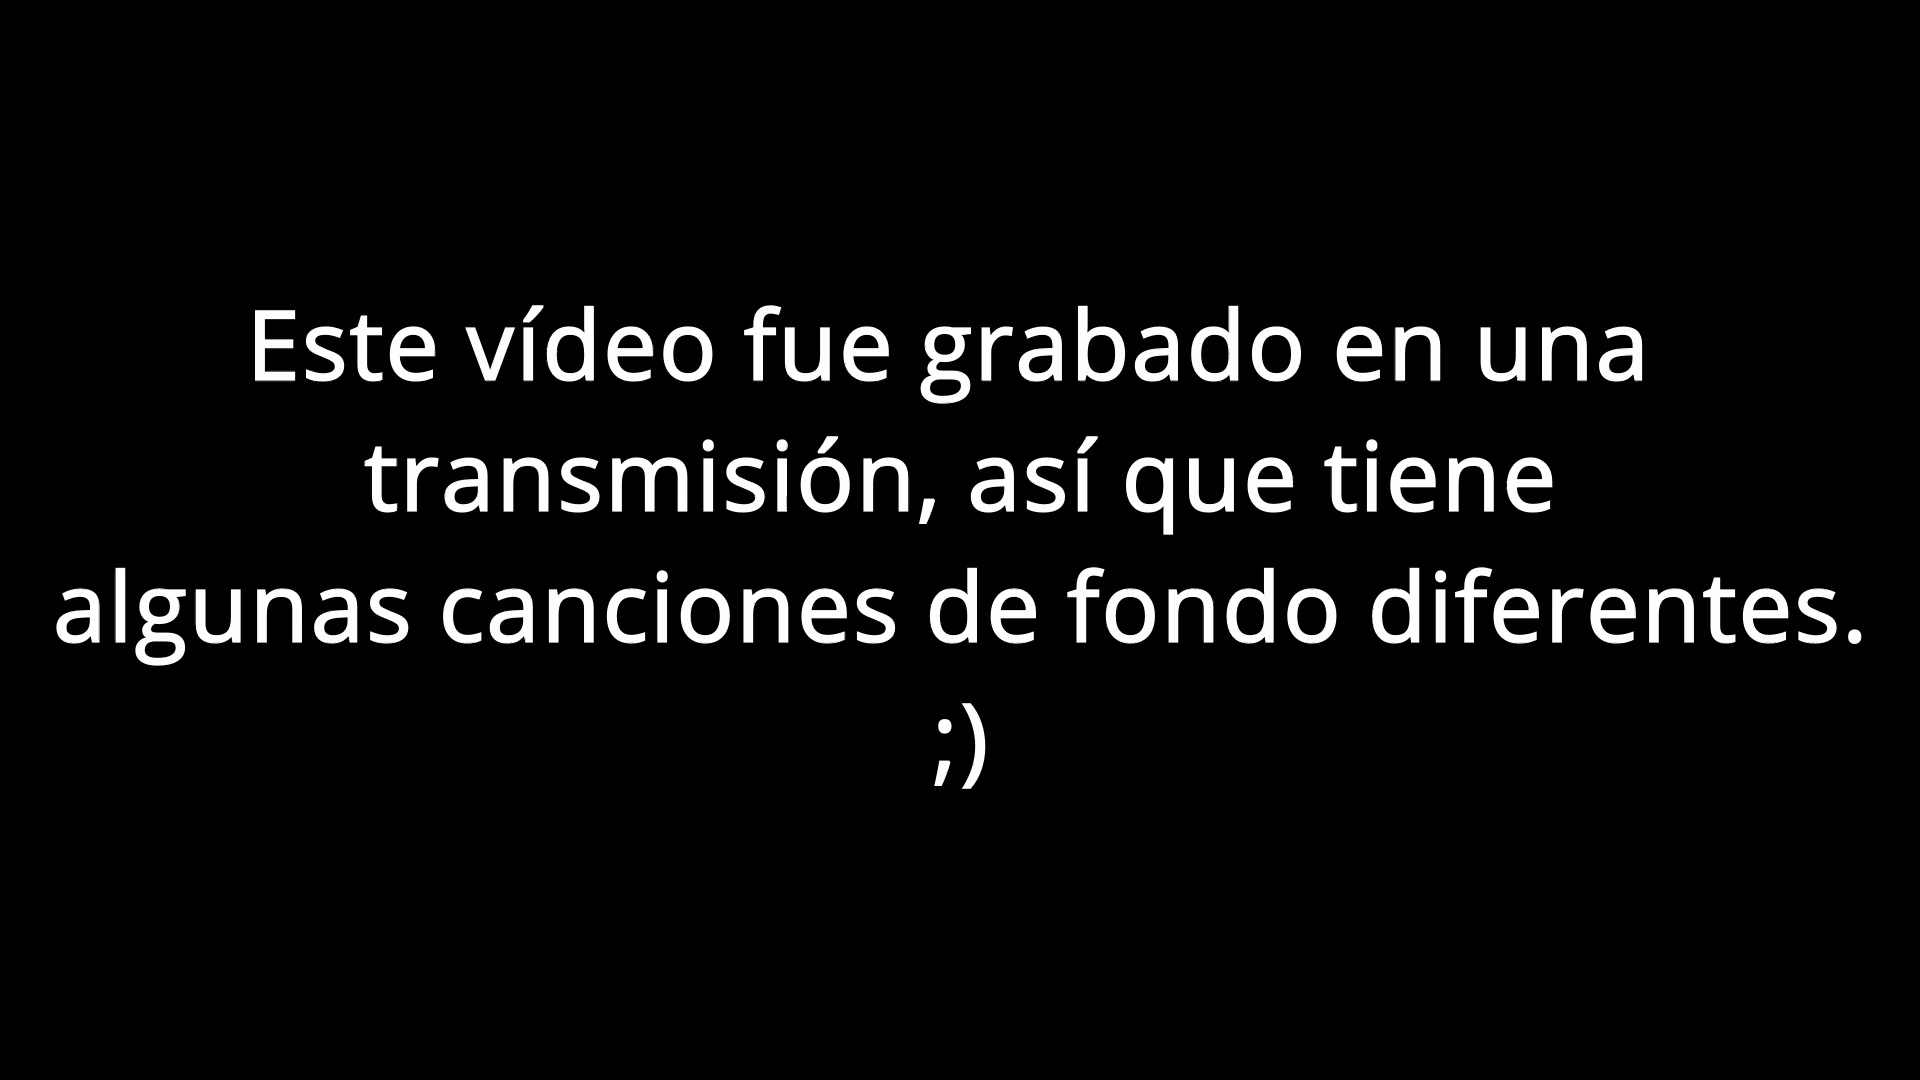 Este vídeo fue grabado en una
transmisión, así que tiene
algunas canciones de fondo diferentes.
;)